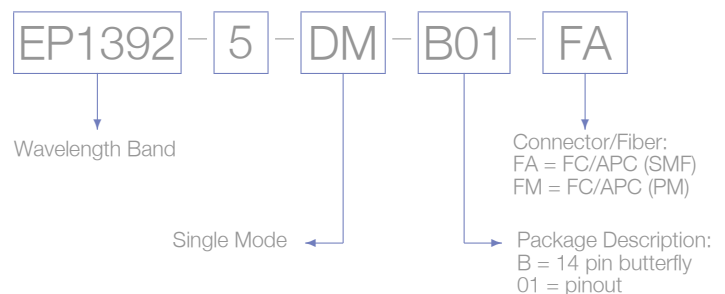 EP1392 - 5 - DM - B01 - FA
Wavelength Band
Connector/Fiber:
FA = FC/APC (SMF)
FM = FC/APC (PM)
Single Mode
Package Description:
B = 14 pin butterfly
01 = pinout